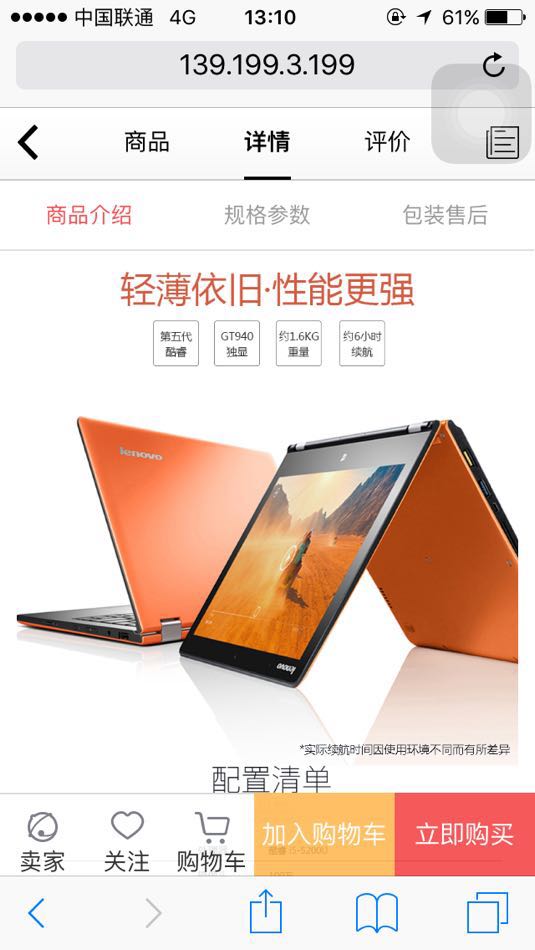 中国联通 4G 13:10 61%
139.199.3.199
商品 详情 评价
商品介绍 规格参数 包装售后
轻薄依旧·性能更强
第五代 GT940 约1.6KG 约6小时
酷睿 独显 重量 续航
lenovo
lenovo
*实际续航时间因使用环境不同而有所差异
配置清单
卖家 关注 购物车 加入购物车 立即购买